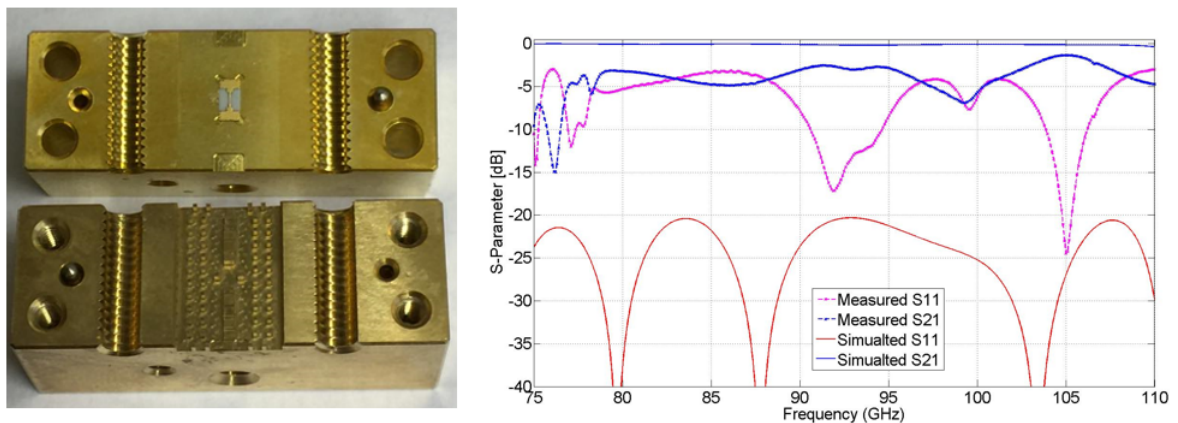 0
-5
-10
-15
-20
-25
-30
-35
-40
S-Parameter [dB]
Measured S11
Measured S21
Simualted S11
Simualted S21
75 80 85 90 95 100 105 110
Frequency (GHz)